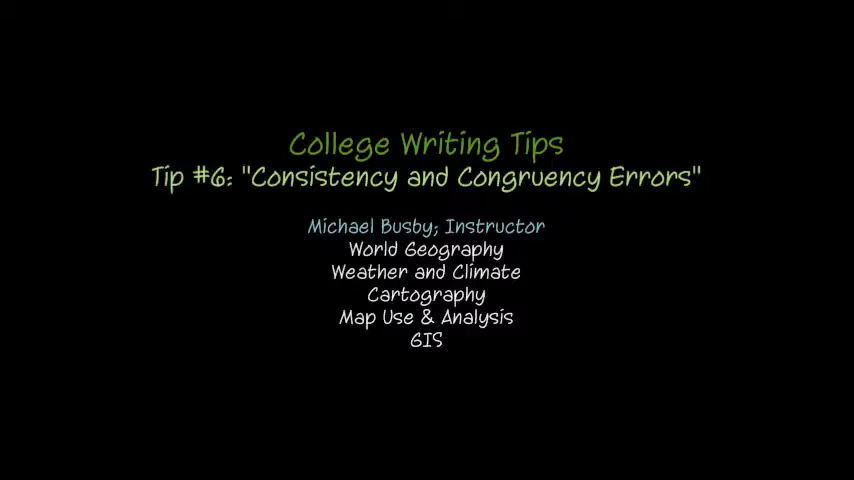 College Writing Tips
Tip #6: "Consistency and Congruency Errors"
Michael Busby; Instructor
World Geography
Weather and Climate
Cartography
Map Use & Analysis
GIS